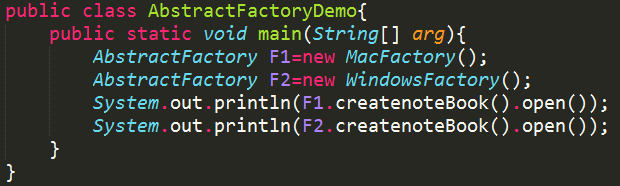 public class AbstractFactoryDemo{
    public static void main(String[] arg){
        AbstractFactory F1=new MacFactory();
        AbstractFactory F2=new WindowsFactory();
        System.out.println(F1.createnoteBook().open());
        System.out.println(F2.createnoteBook().open());
    }
}